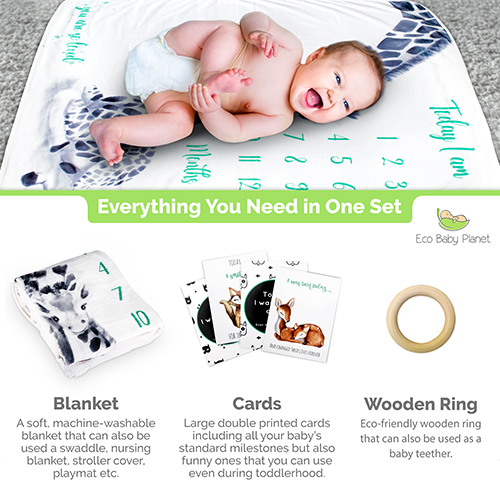 you are so loved
Today I am
1 2 3
4 5 6
7 8 9
10 11 12
Months
Everything You Need in One Set
Eco Baby Planet
4
7
10
Blanket
A soft, machine-washable
blanket that can also be
used a swaddle, nursing
blanket, stroller cover,
playmat etc.
Cards
Large double printed cards
including all your baby's
standard milestones but also
funny ones that you can use
even during toddlerhood.
Wooden Ring
Eco-friendly wooden ring
that can also be used as a
baby teether.